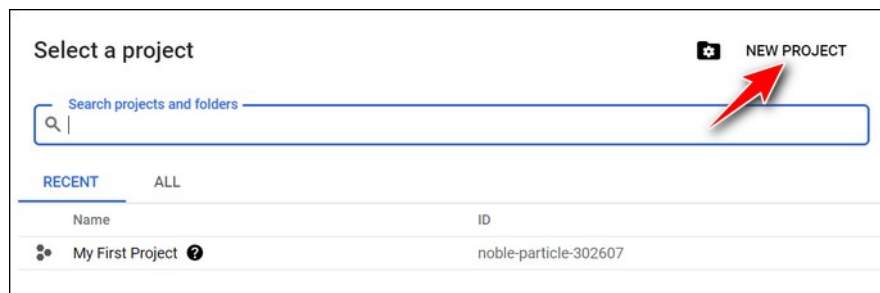 Select a project
NEW PROJECT
Search projects and folders
RECENT ALL
Name ID
My First Project noble-particle-302607